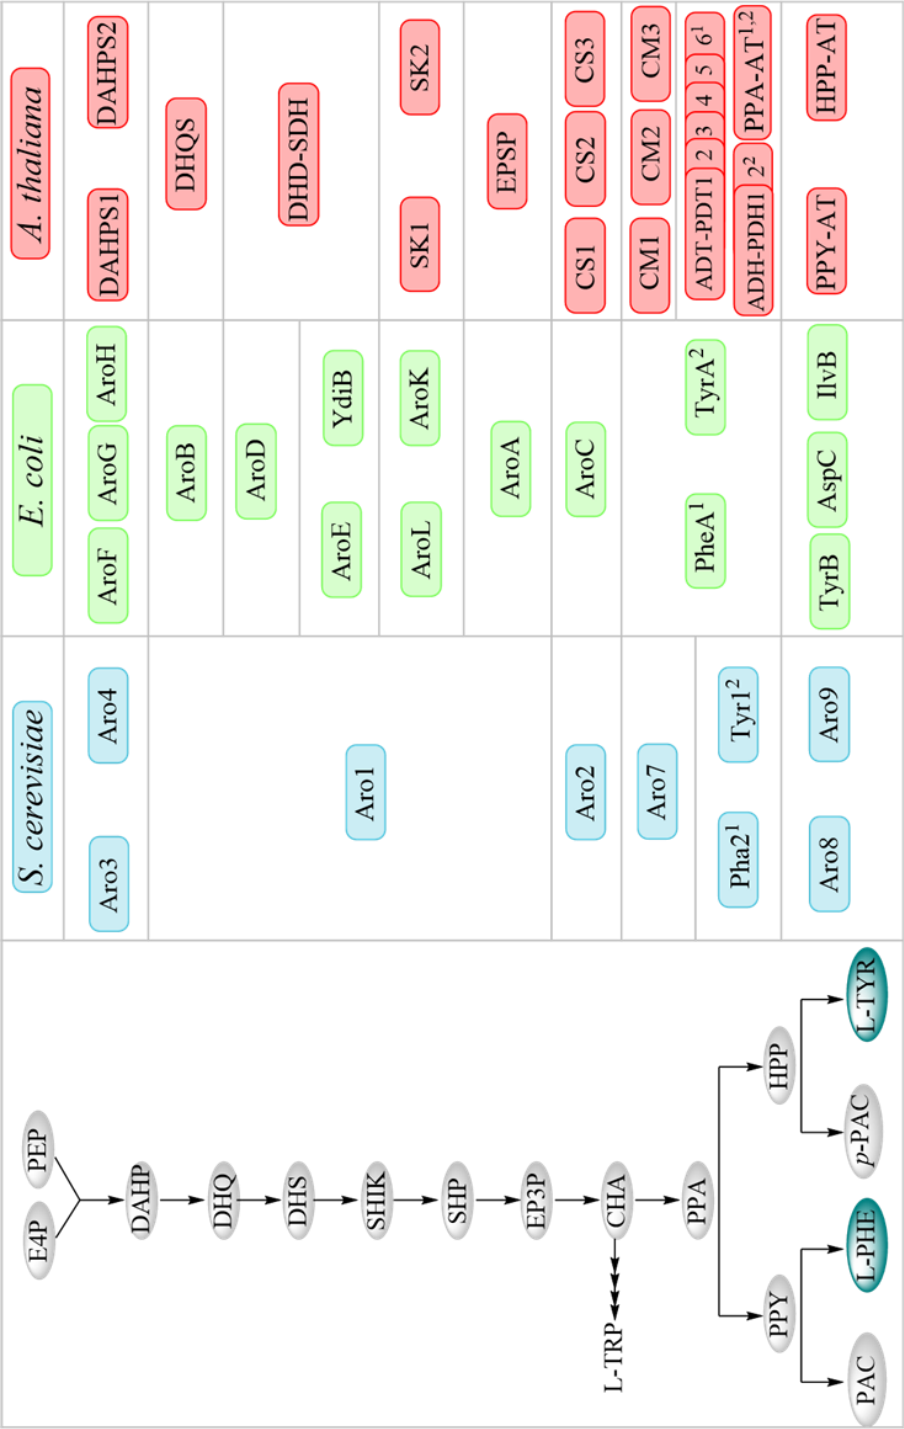 E4P PEP S. cerevisiae E. coli A. thaliana
DAHP Aro3 Aro4 AroF AroG AroH DAHPS1 DAHPS2
DHQ AroB DHQS
DHS AroD DHD-SDH
SHIK Aro1 AroE YdiB
SHP AroL AroK SK1 SK2
EP3P AroA EPSP
L-TRP CHA Aro2 AroC CS1 CS2 CS3
PPA Aro7 CM1 CM2 CM3
PheA¹ TyrA² ADT-PDT1 2 3 4 5 6¹
PPY HPP Pha2¹ Tyr1² ADH-PDH1 2² PPA-AT¹,²
PAC L-PHE p-PAC L-TYR Aro8 Aro9 TyrB AspC IlvB PPY-AT HPP-AT